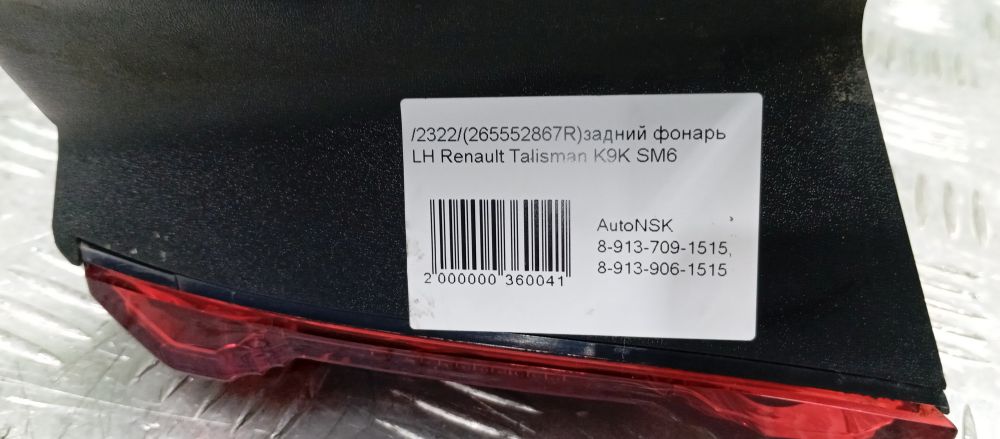 /2322/(265552867R)задний фонарь
LH Renault Talisman K9K SM6
AutoNSK
8-913-709-1515,
8-913-906-1515
2 000000 360041